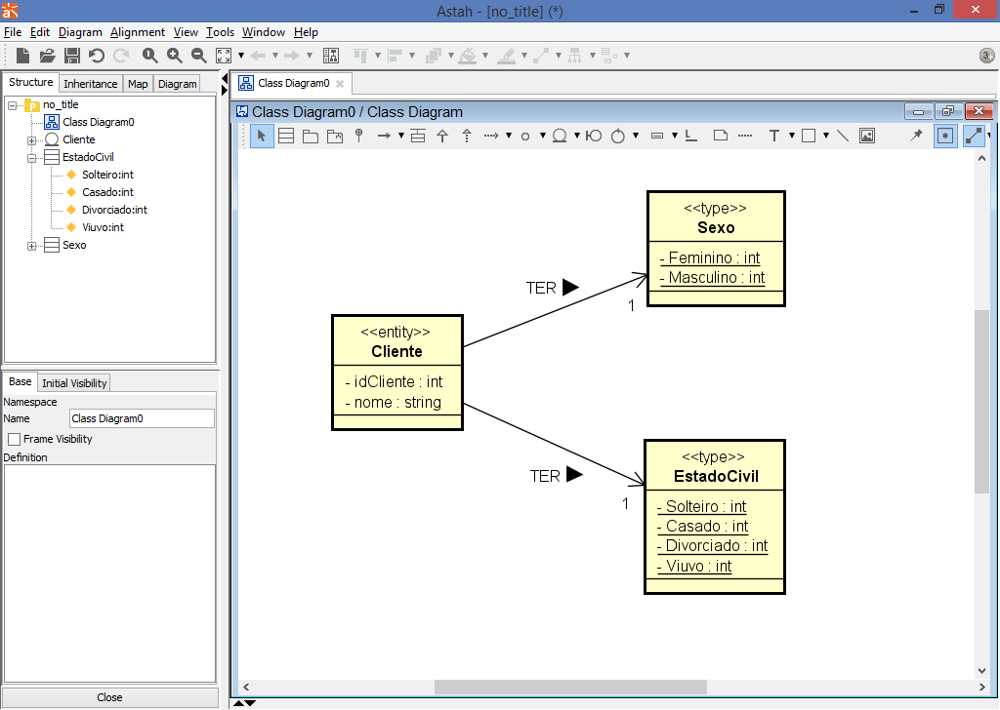 Astah - [no_title] (*)
File Edit Diagram Alignment View Tools Window Help
3+
Structure Inheritance Map Diagram
no_title
Class Diagram0
Cliente
EstadoCivil
Solteiro:int
Casado:int
Divorciado:int
Viuvo:int
Sexo
Base Initial Visibility
Namespace
Name Class Diagram0
Frame Visibility
Definition
Close
Class Diagram0
Class Diagram0 / Class Diagram
T
<<type>>
Sexo
- Feminino : int
- Masculino : int
TER
1
<<entity>>
Cliente
- idCliente : int
- nome : string
TER
1
<<type>>
EstadoCivil
- Solteiro : int
- Casado : int
- Divorciado : int
- Viuvo : int